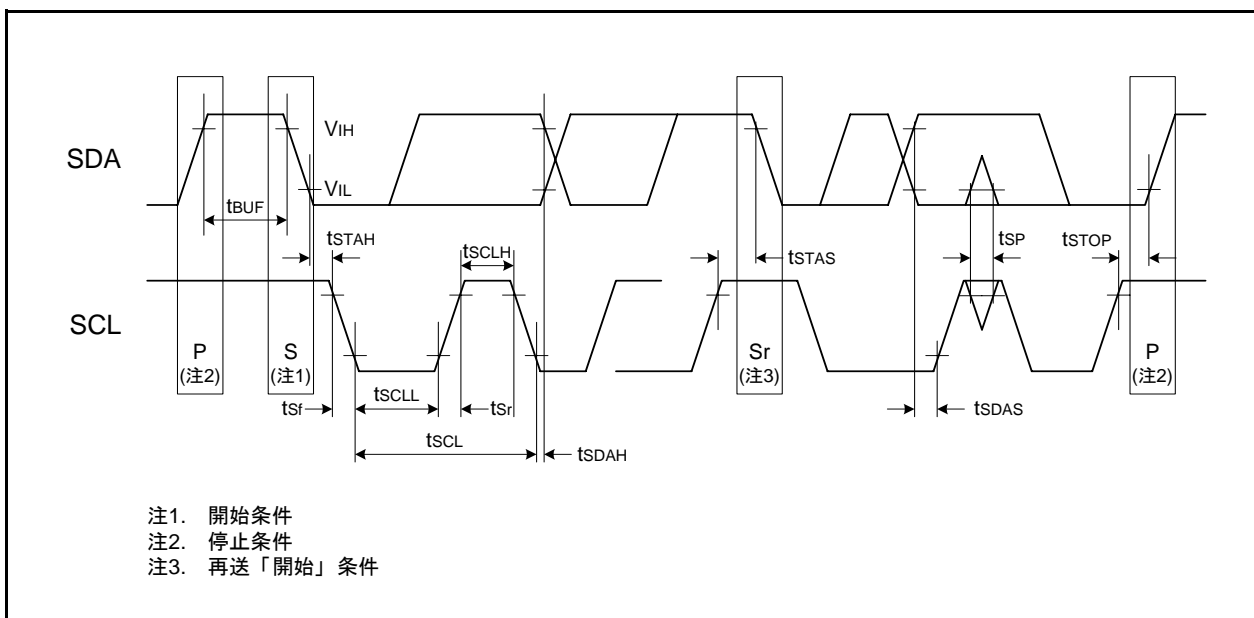 SDA
VIH
VIL
tBUF
tSTAH
tSCLH
tSTAS
tSP
tSTOP
SCL
P
(注2)
S
(注1)
Sr
(注3)
P
(注2)
tSf
tSCLL
tSr
tSDAS
tSCL
tSDAH
注1. 開始条件
注2. 停止条件
注3. 再送「開始」条件